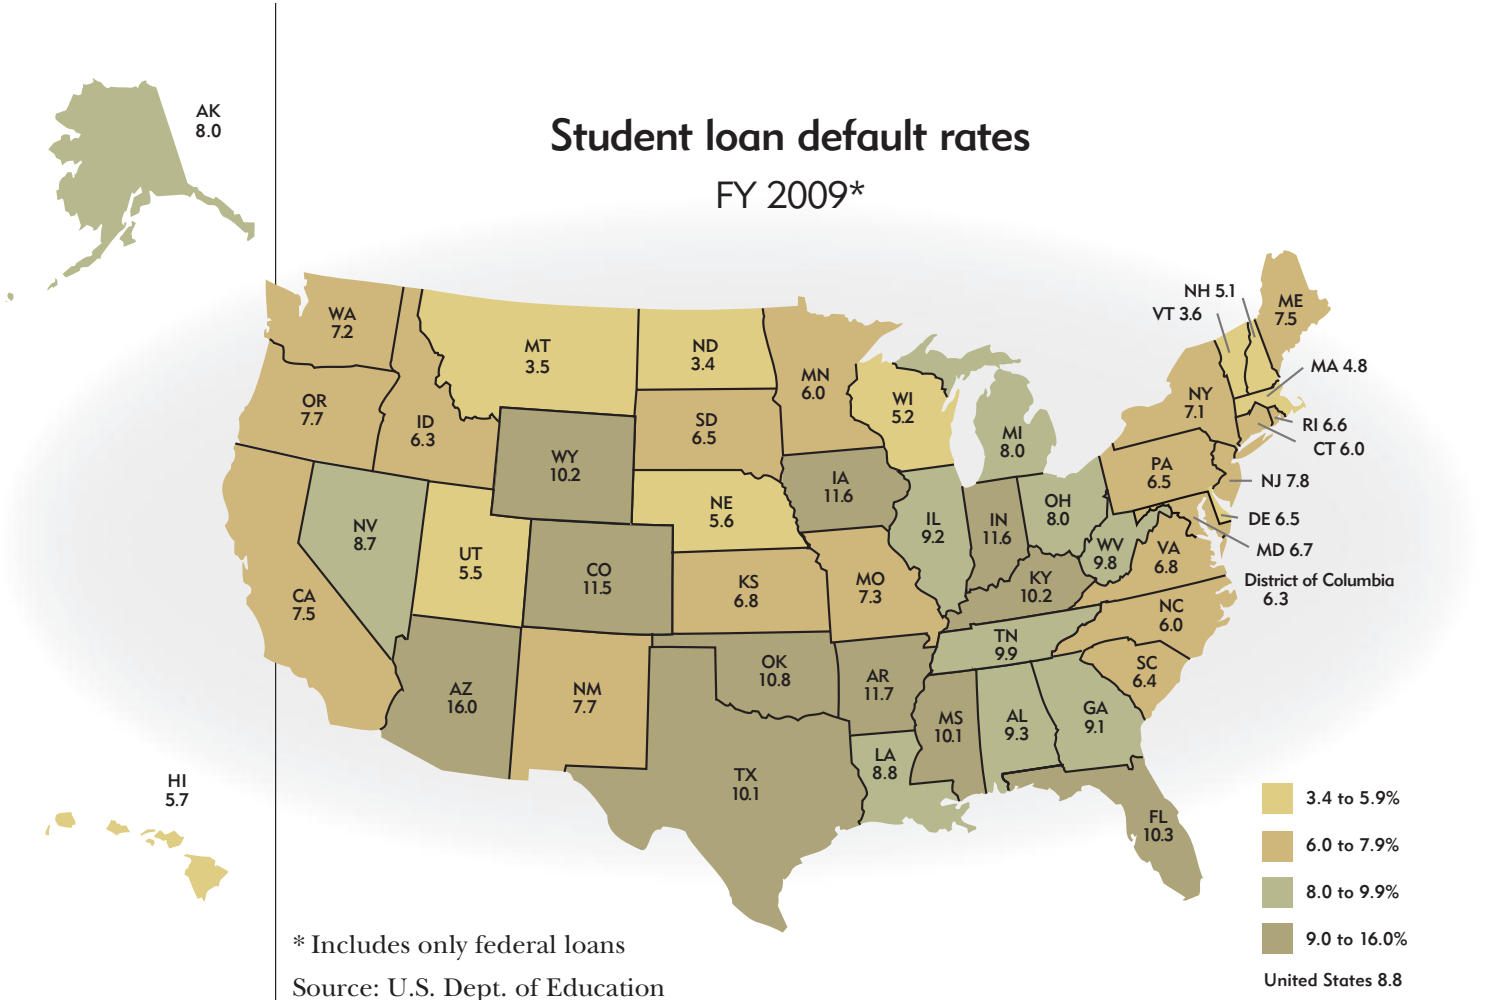 AK
8.0
Student loan default rates
FY 2009*
NH 5.1
VT 3.6
ME
7.5
WA
7.2
MT
3.5
ND
3.4
MN
6.0
MA 4.8
OR
7.7
ID
6.3
SD
6.5
WI
5.2
NY
7.1
RI 6.6
CT 6.0
MI
8.0
WY
10.2
IA
11.6
PA
6.5
NJ 7.8
NE
5.6
IL
9.2
IN
11.6
OH
8.0
DE 6.5
NV
8.7
UT
5.5
WV
9.8
VA
6.8
MD 6.7
CO
11.5
KS
6.8
MO
7.3
KY
10.2
District of Columbia
6.3
CA
7.5
NC
6.0
TN
9.9
AZ
16.0
NM
7.7
OK
10.8
AR
11.7
SC
6.4
MS
10.1
AL
9.3
GA
9.1
HI
5.7
TX
10.1
LA
8.8
FL
10.3
3.4 to 5.9%
6.0 to 7.9%
8.0 to 9.9%
9.0 to 16.0%
United States 8.8
* Includes only federal loans
Source: U.S. Dept. of Education